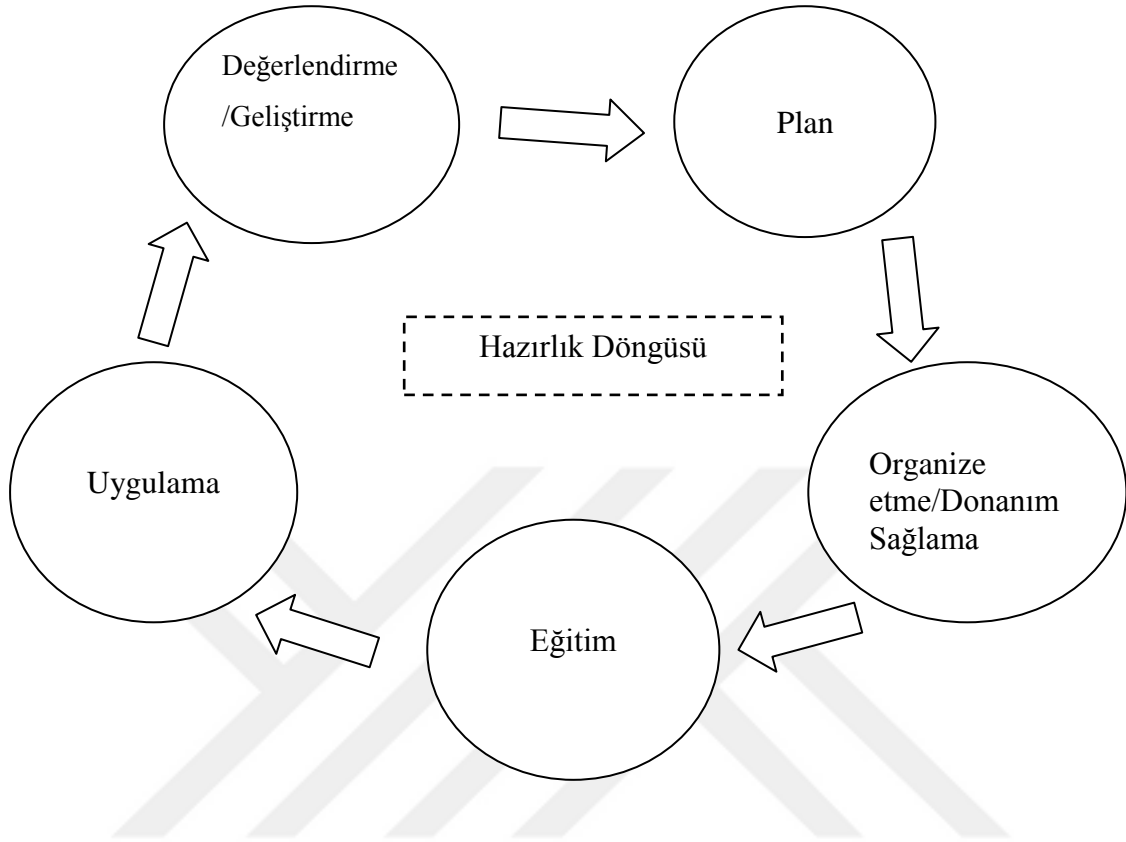 Değerlendirme
/Geliştirme
Plan
Hazırlık Döngüsü
Uygulama
Organize
etme/Donanım
Sağlama
Eğitim